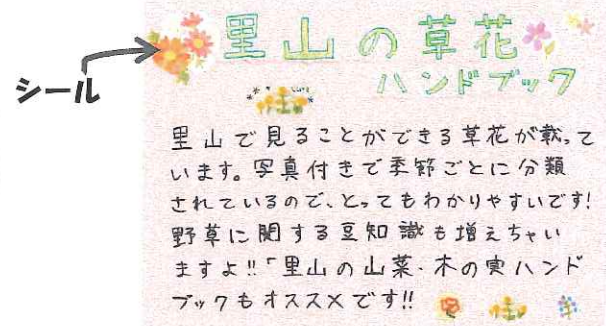 里山の草花
ハンドブック
シール
里山で見ることができる草花が載って
います。写真付きで季節ごとに分類
されているので、とってもわかりやすいです!
野草に関する豆知識も増えちゃい
ますよ!!「里山の山菜・木の実ハンド
ブックもオススメです!!